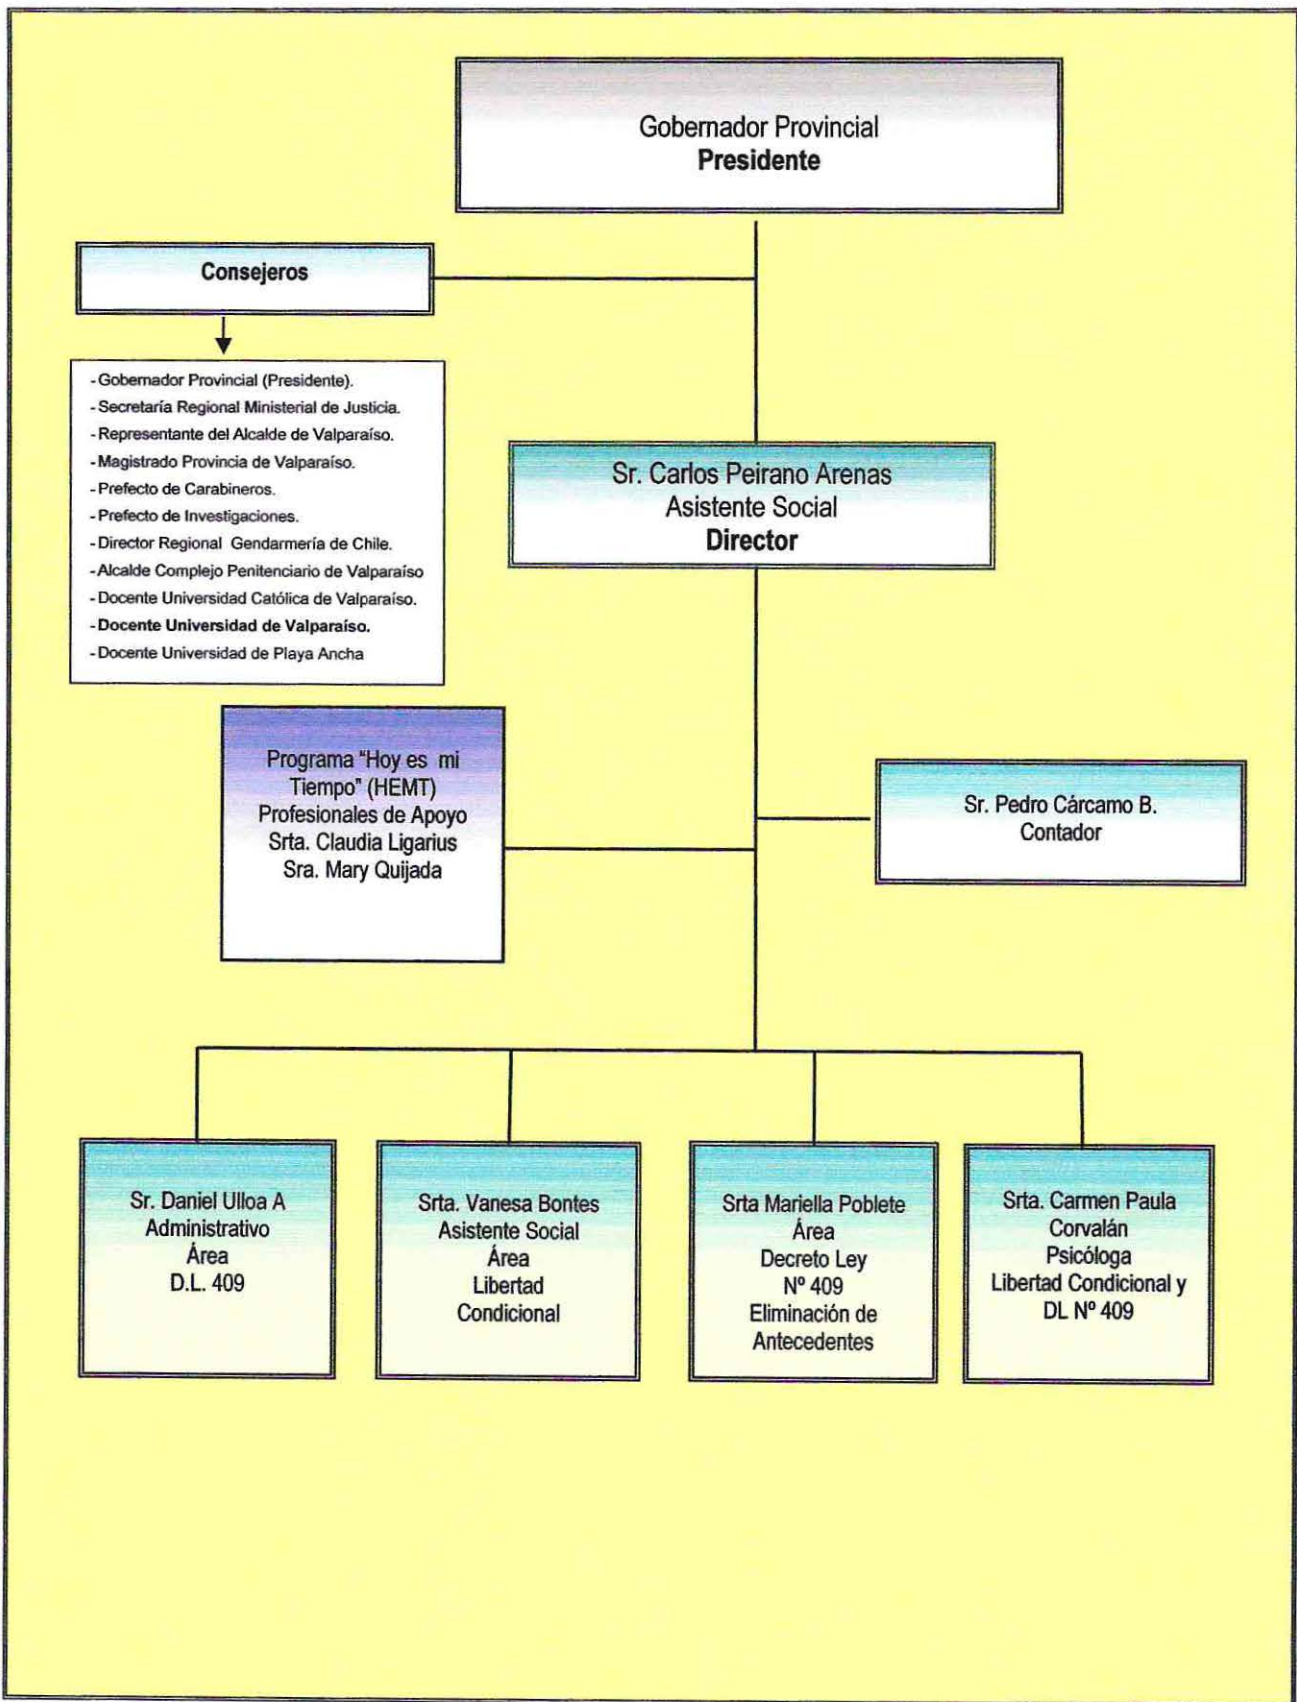 Gobernador Provincial
Presidente
Consejeros
- Gobernador Provincial (Presidente).
- Secretaría Regional Ministerial de Justicia.
- Representante del Alcalde de Valparaíso.
- Magistrado Provincia de Valparaíso.
- Prefecto de Carabineros.
- Prefecto de Investigaciones.
- Director Regional Gendarmería de Chile.
- Alcalde Complejo Penitenciario de Valparaíso
- Docente Universidad Católica de Valparaíso.
- Docente Universidad de Valparaíso.
- Docente Universidad de Playa Ancha
Sr. Carlos Peirano Arenas
Asistente Social
Director
Programa "Hoy es mi
Tiempo" (HEMT)
Profesionales de Apoyo
Srta. Claudia Ligarius
Sra. Mary Quijada
Sr. Pedro Cárcamo B.
Contador
Sr. Daniel Ulloa A
Administrativo
Área
D.L. 409
Srta. Vanesa Bontes
Asistente Social
Área
Libertad
Condicional
Srta Mariella Poblete
Área
Decreto Ley
Nº 409
Eliminación de
Antecedentes
Srta. Carmen Paula
Corvalán
Psicóloga
Libertad Condicional y
DL Nº 409